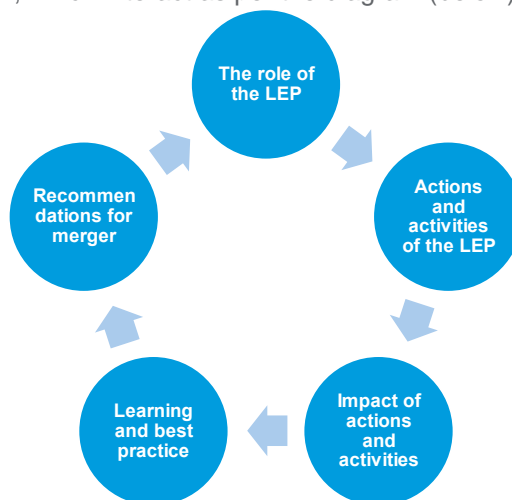 The role of
the LEP
Actions
and
activities
of the LEP
Impact of
actions
and
activities
Learning
and best
practice
Recommen
dations for
merger